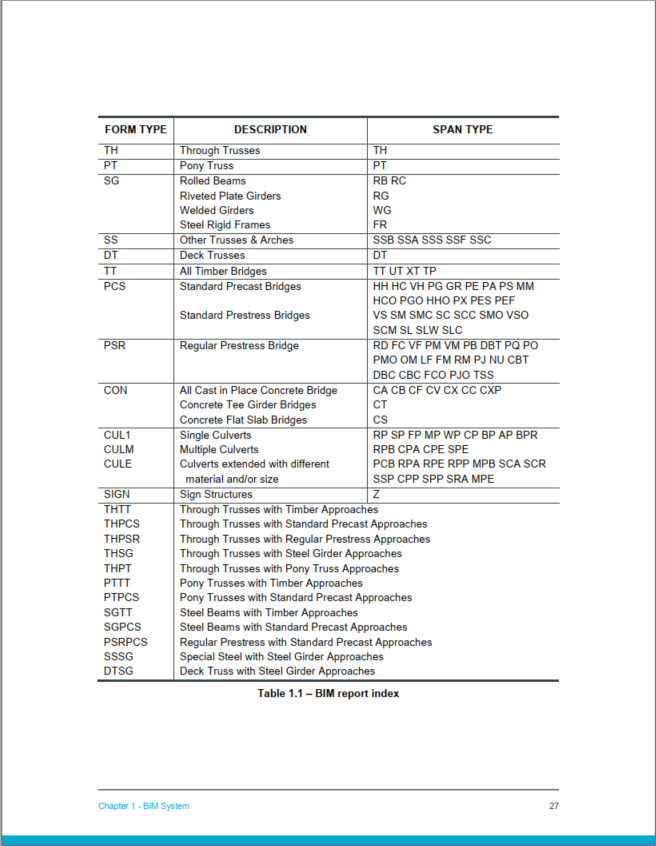 FORM TYPE DESCRIPTION SPAN TYPE
TH Through Trusses TH
PT Pony Truss PT
SG Rolled Beams RB RC
Riveted Plate Girders RG
Welded Girders WG
Steel Rigid Frames FR
SS Other Trusses & Arches SSB SSA SSS SSF SSC
DT Deck Trusses DT
TT All Timber Bridges TT UT XT TP
PCS Standard Precast Bridges HH HC VH PG GR PE PA PS MM
HCO PGO HHO PX PES PEF
Standard Prestress Bridges VS SM SMC SC SCC SMO VSO
SCM SL SLW SLC
PSR Regular Prestress Bridge RD FC VF PM VM PB DBT PQ PO
PMO OM LF FM RM PJ NU CBT
DBC CBC FCO PJO TSS
CON All Cast in Place Concrete Bridge CA CB CF CV CX CC CXP
Concrete Tee Girder Bridges CT
Concrete Flat Slab Bridges CS
CUL1 Single Culverts RP SP FP MP WP CP BP AP BPR
CULM Multiple Culverts RPB CPA CPE SPE
CULE Culverts extended with different PCB RPA RPE RPP MPB SCA SCR
material and/or size SSP CPP SPP SRA MPE
SIGN Sign Structures Z
THTT Through Trusses with Timber Approaches
THPCS Through Trusses with Standard Precast Approaches
THPSR Through Trusses with Regular Prestress Approaches
THSG Through Trusses with Steel Girder Approaches
THPT Through Trusses with Pony Truss Approaches
PTTT Pony Trusses with Timber Approaches
PTPCS Pony Trusses with Standard Precast Approaches
SGTT Steel Beams with Timber Approaches
SGPCS Steel Beams with Standard Precast Approaches
PSRPCS Regular Prestress with Standard Precast Approaches
SSSG Special Steel with Steel Girder Approaches
DTSG Deck Truss with Steel Girder Approaches
Table 1.1 – BIM report index
Chapter 1 - BIM System 27